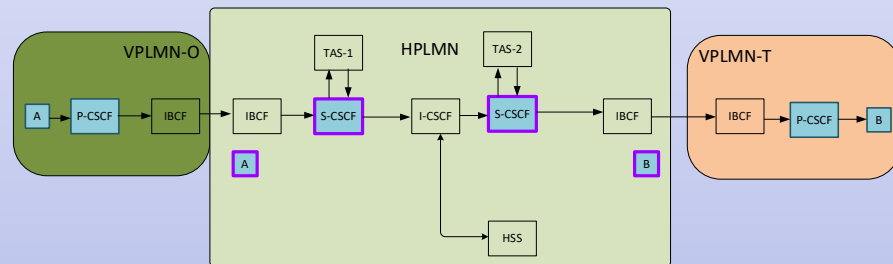 VPLMN-O
HPLMN
VPLMN-T
TAS-1
TAS-2
A
P-CSCF
IBCF
IBCF
S-CSCF
I-CSCF
S-CSCF
IBCF
IBCF
P-CSCF
B
A
B
HSS